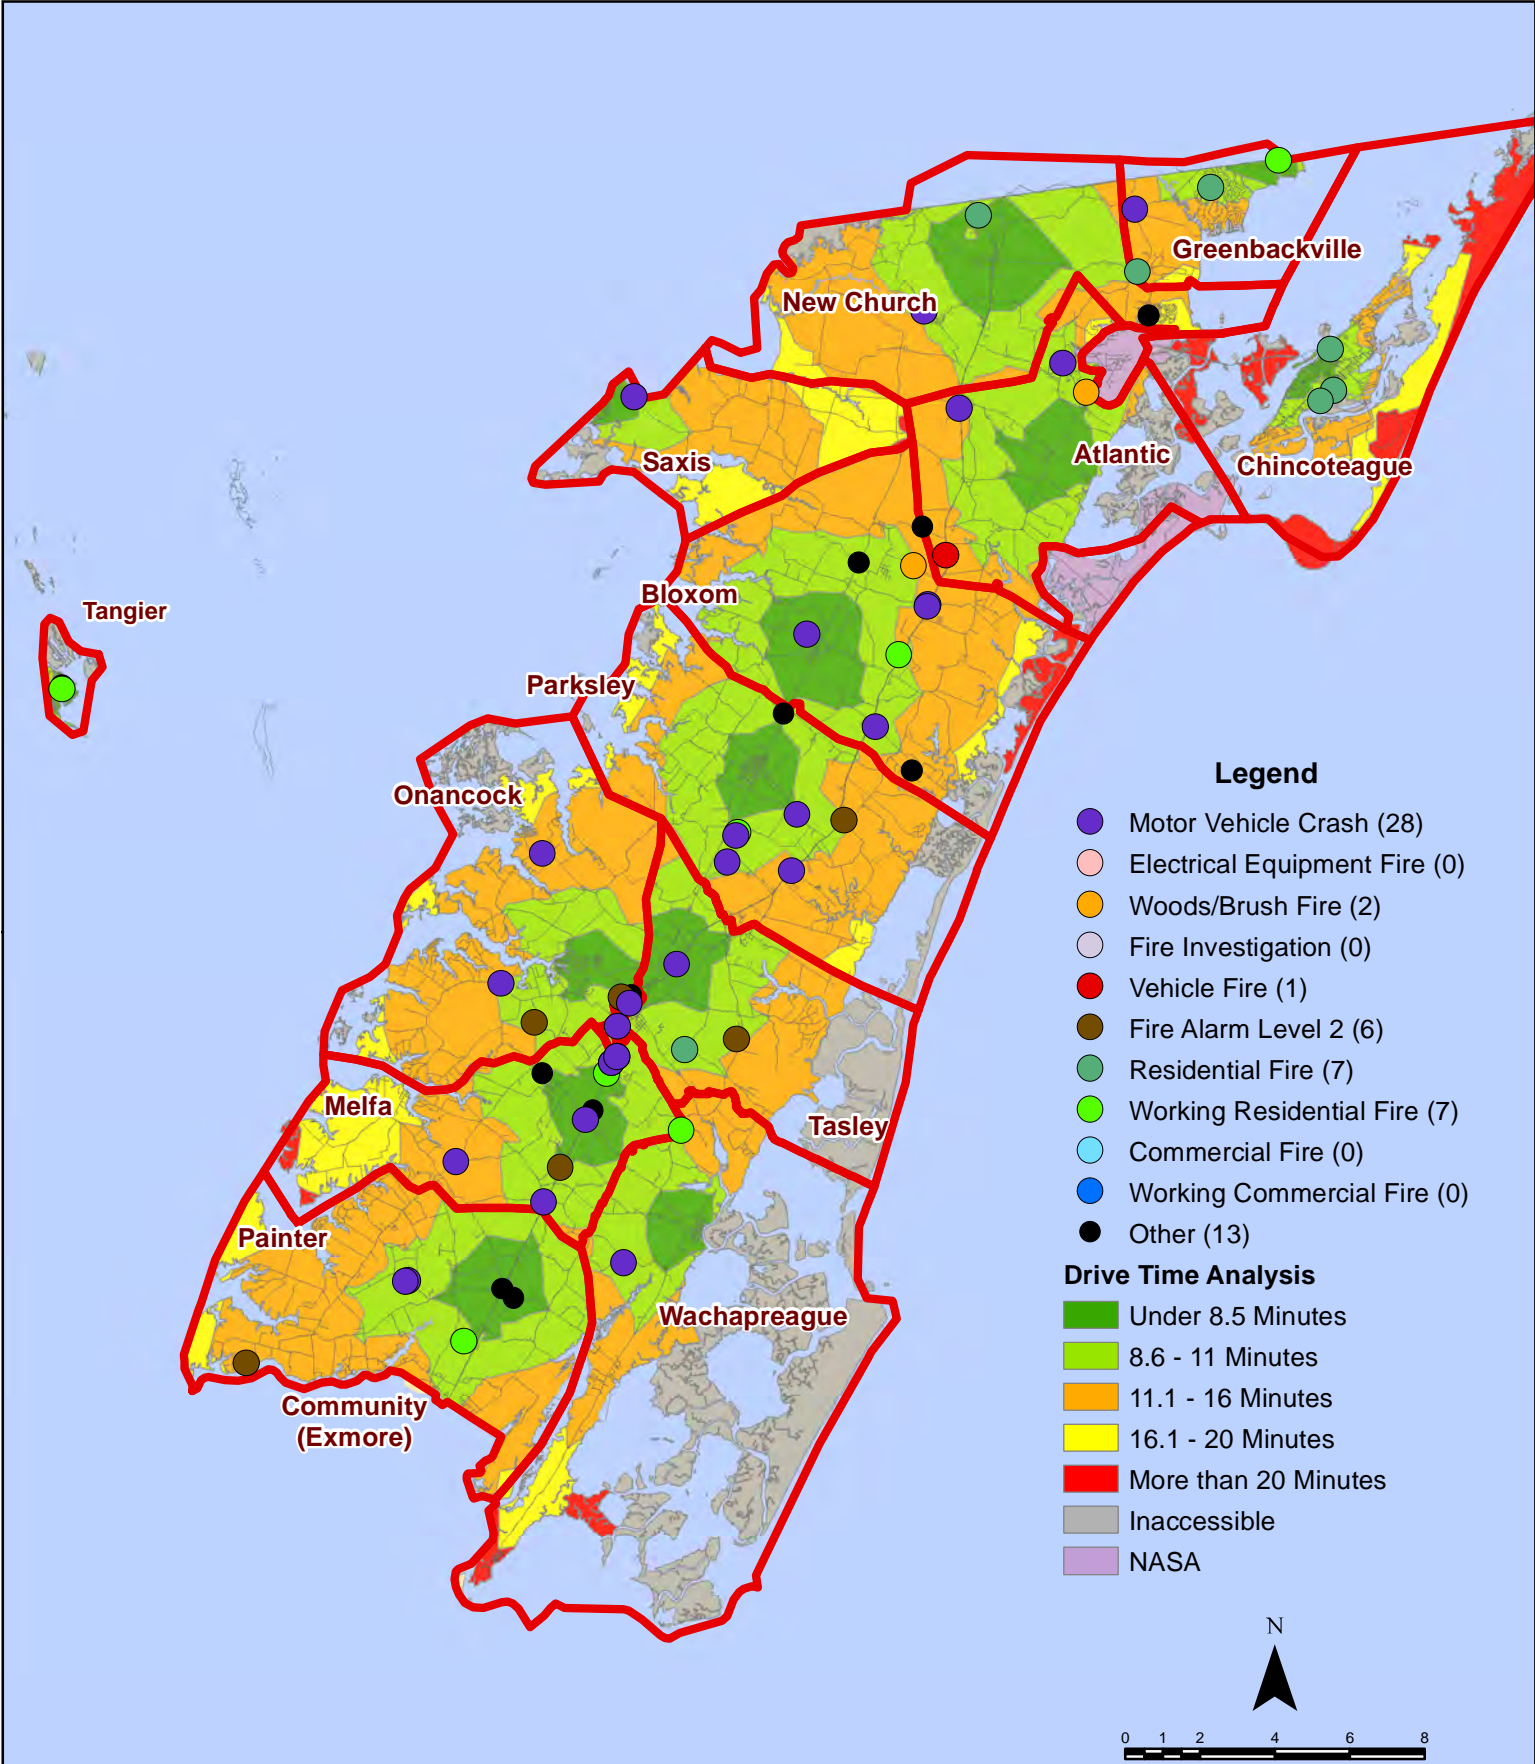 Greenbackville
New Church
Atlantic
Saxis
Chincoteague
Bloxom
Tangier
Parksley
Onancock
Melfa
Tasley
Painter
Wachapreague
Community
(Exmore)
Legend
Motor Vehicle Crash (28)
Electrical Equipment Fire (0)
Woods/Brush Fire (2)
Fire Investigation (0)
Vehicle Fire (1)
Fire Alarm Level 2 (6)
Residential Fire (7)
Working Residential Fire (7)
Commercial Fire (0)
Working Commercial Fire (0)
Other (13)
Drive Time Analysis
Under 8.5 Minutes
8.6 - 11 Minutes
11.1 - 16 Minutes
16.1 - 20 Minutes
More than 20 Minutes
Inaccessible
NASA
N
0 1 2 4 6 8